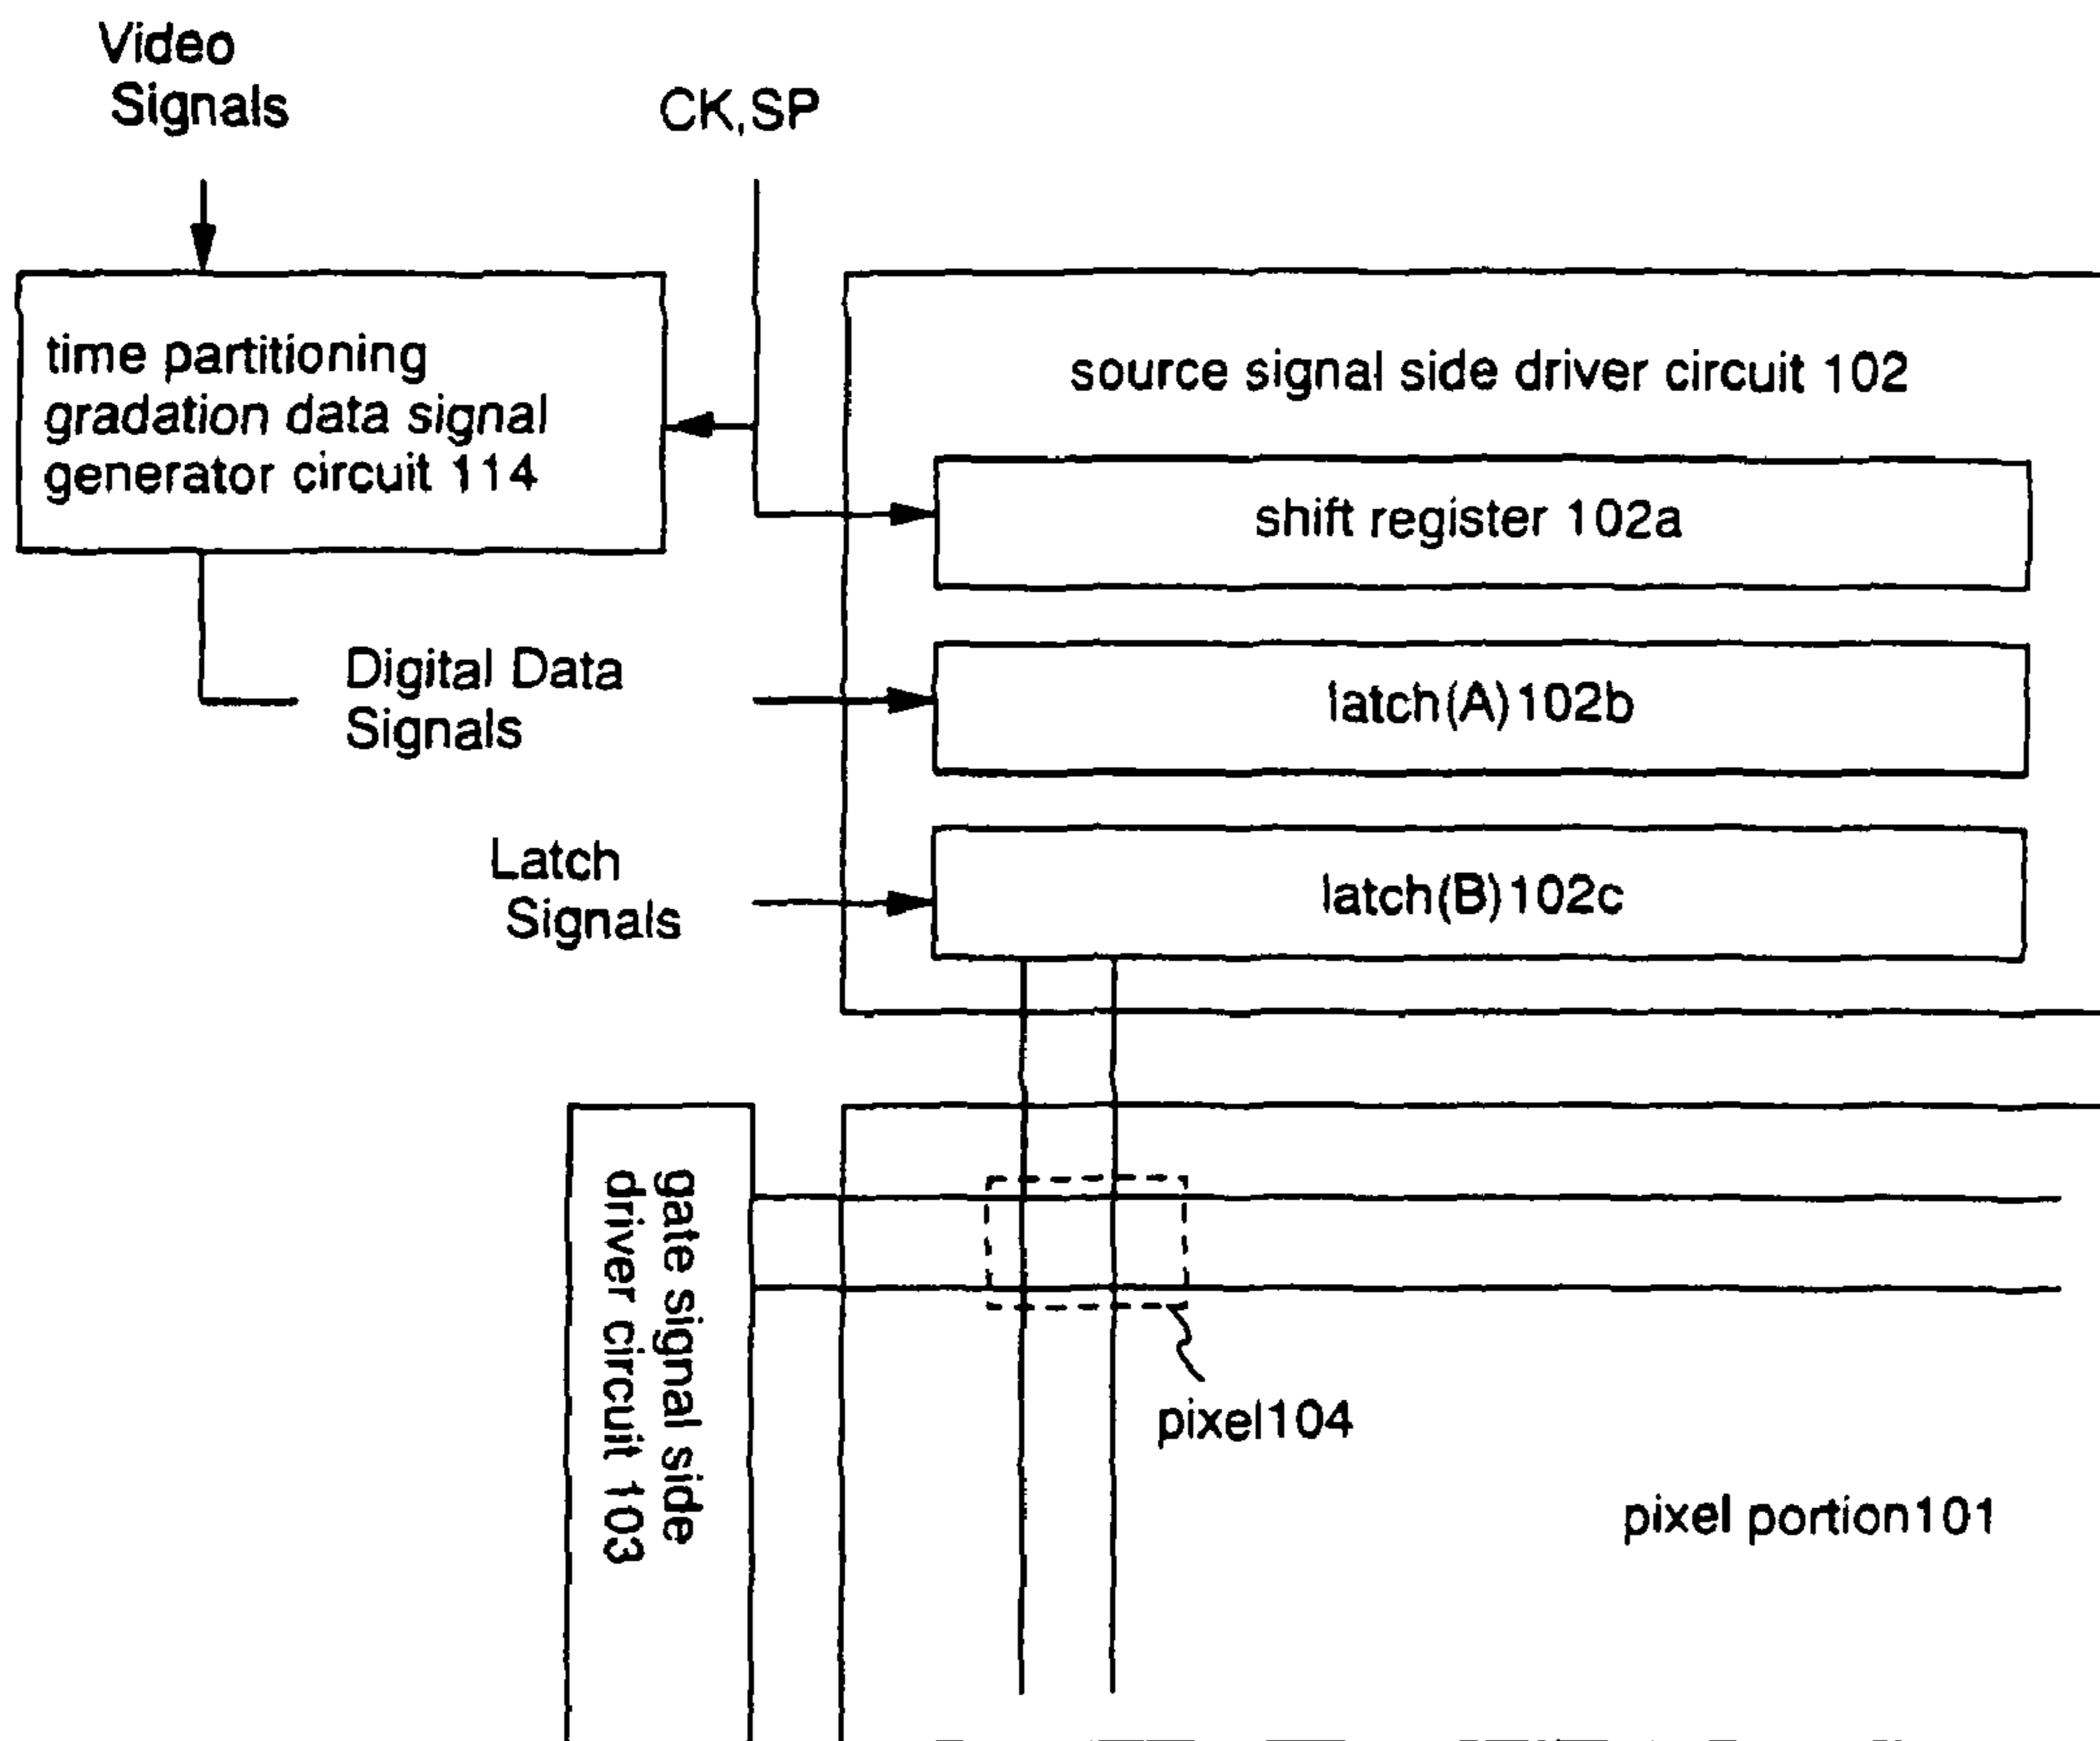 Video
Signals
CK,SP
time partitioning
gradation data signal
generator circuit 114
source signal side driver circuit 102
shift register 102a
Digital Data
Signals
latch(A)102b
Latch
Signals
latch(B)102c
gate signal side
driver circuit 103
pixel104
pixel portion101